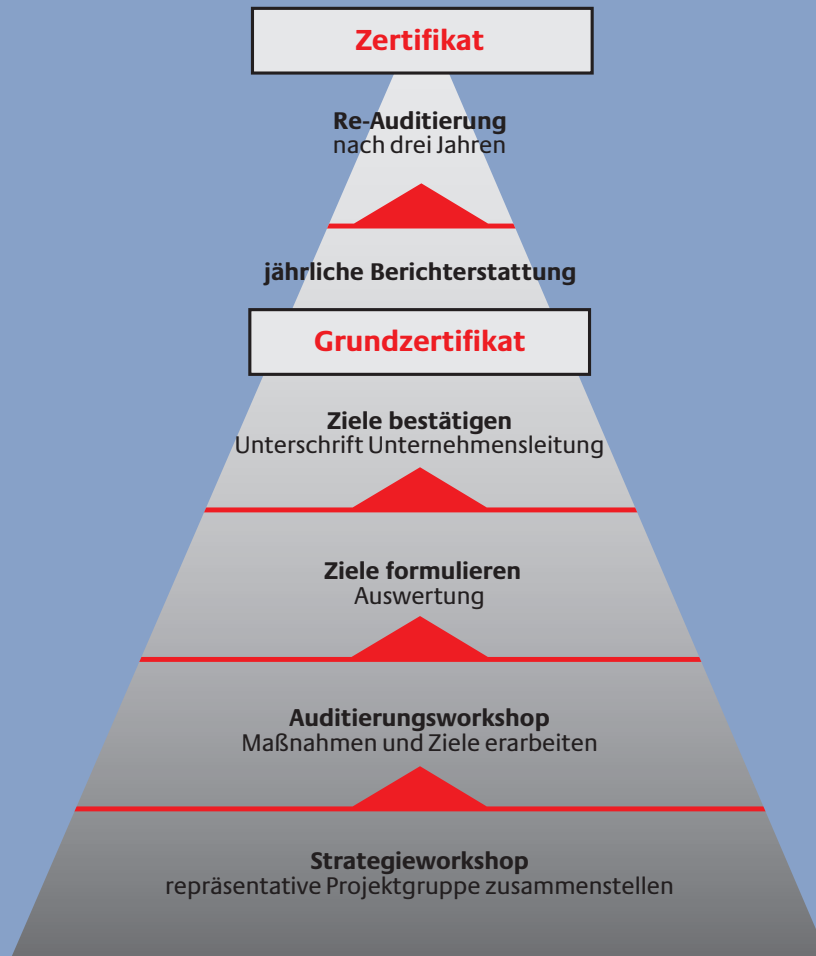 Zertifikat
Re-Auditierung
nach drei Jahren
jährliche Berichterstattung
Grundzertifikat
Ziele bestätigen
Unterschrift Unternehmensleitung
Ziele formulieren
Auswertung
Auditierungsworkshop
Maßnahmen und Ziele erarbeiten
Strategieworkshop
repräsentative Projektgruppe zusammenstellen